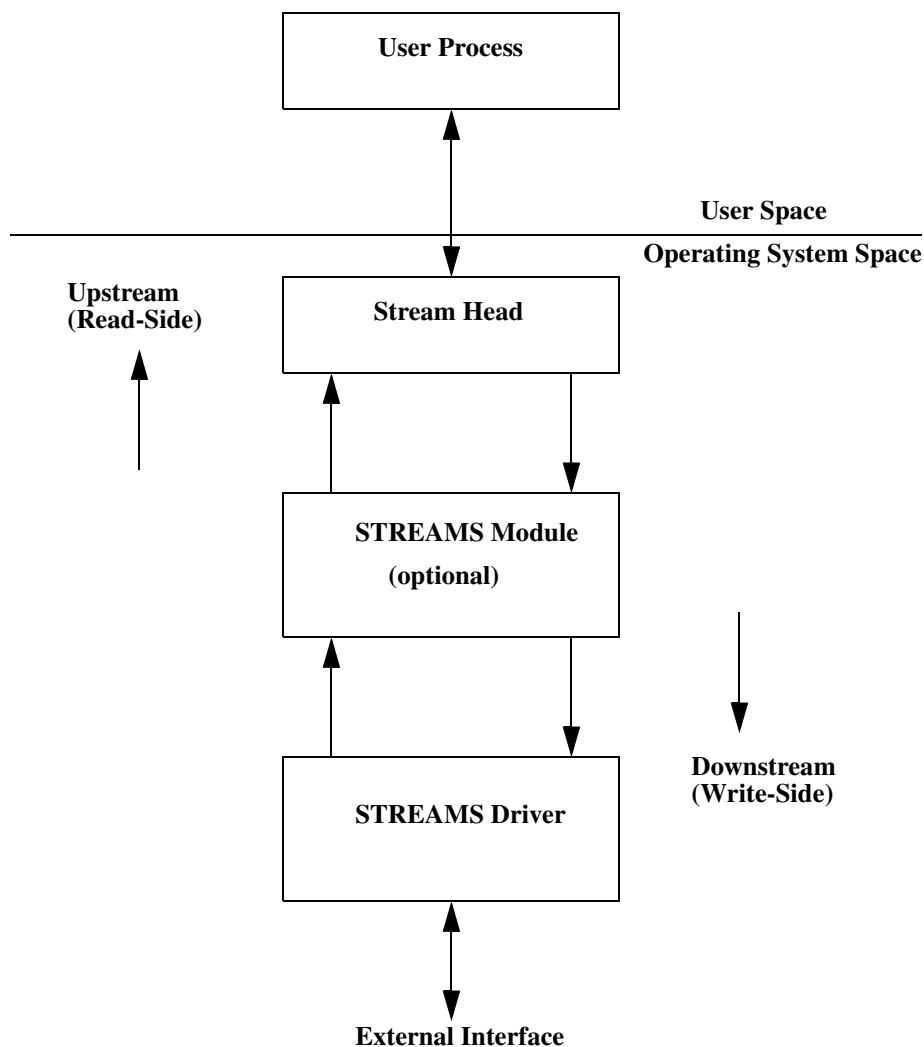 User Process
User Space
Operating System Space
Upstream
(Read-Side)
Stream Head
STREAMS Module
(optional)
Downstream
(Write-Side)
STREAMS Driver
External Interface